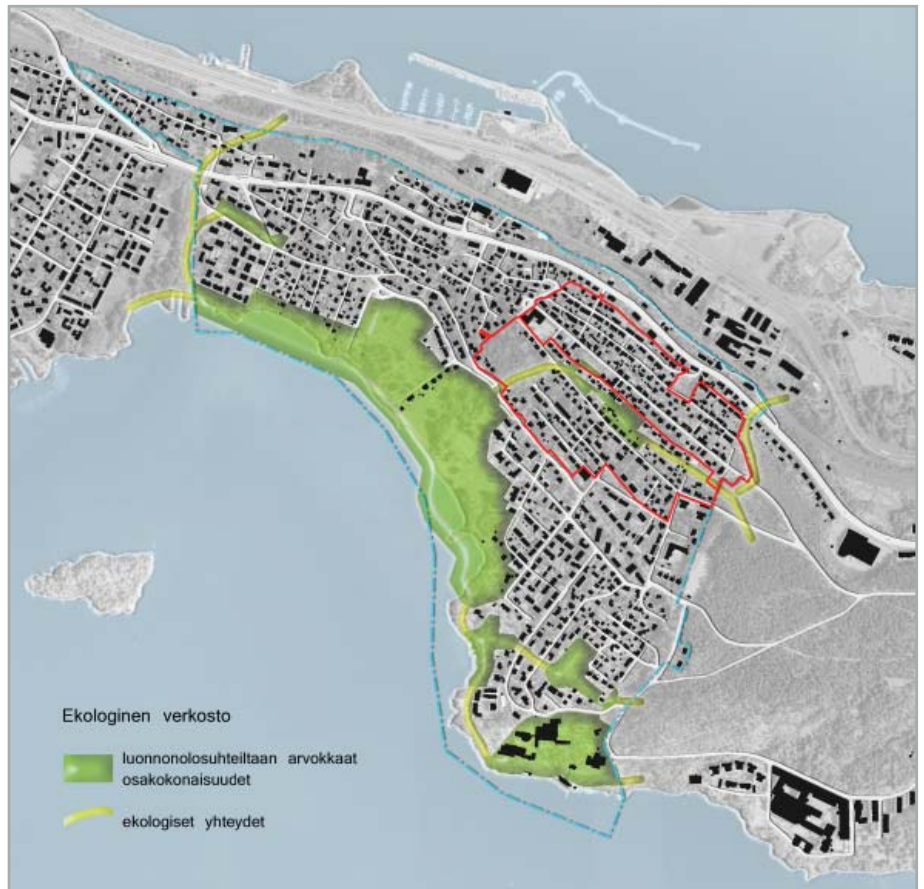 Ekologinen verkosto
luonnonolosuhteiltaan arvokkaat
osakokonaisuudet
ekologiset yhteydet